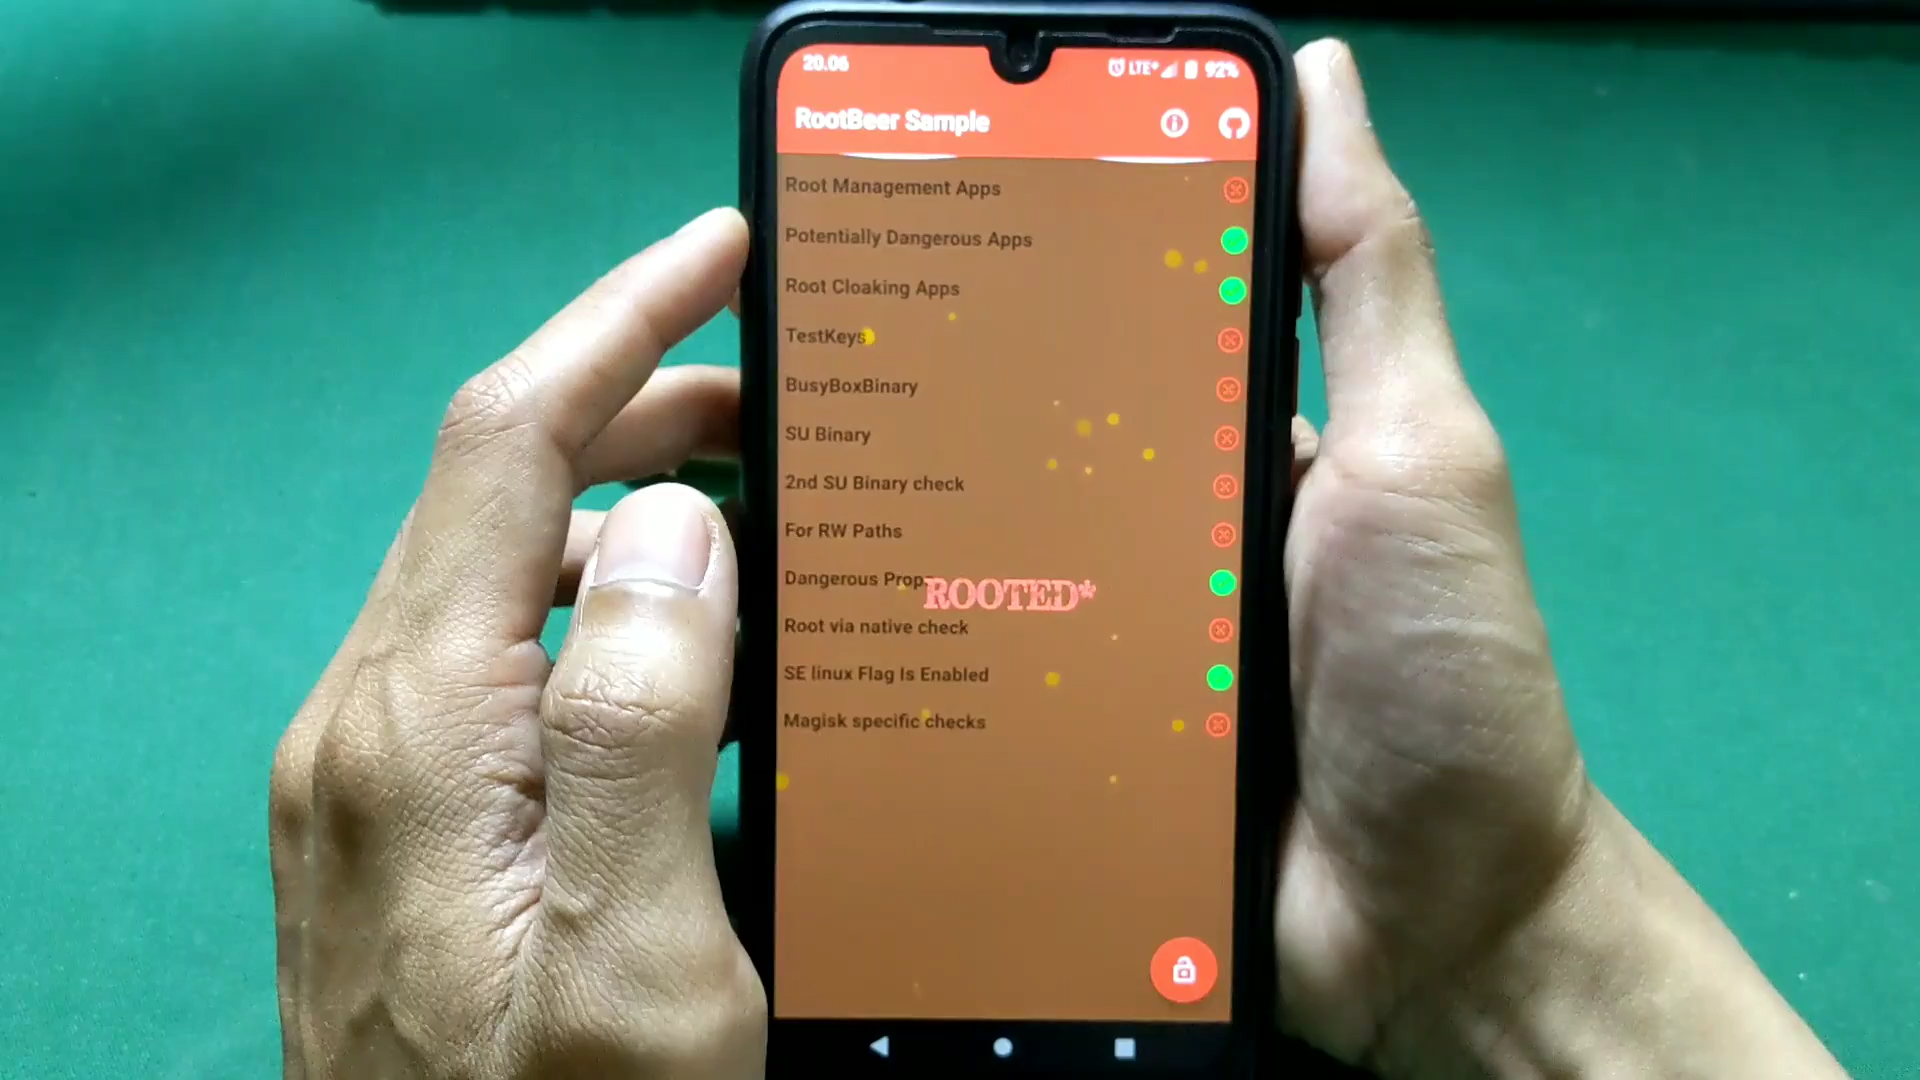 20.06 LTE+ 92%
RootBeer Sample
Root Management Apps
Potentially Dangerous Apps
Root Cloaking Apps
TestKeys
BusyBoxBinary
SU Binary
2nd SU Binary check
For RW Paths
Dangerous Props
ROOTED*
Root via native check
SE linux Flag Is Enabled
Magisk specific checks